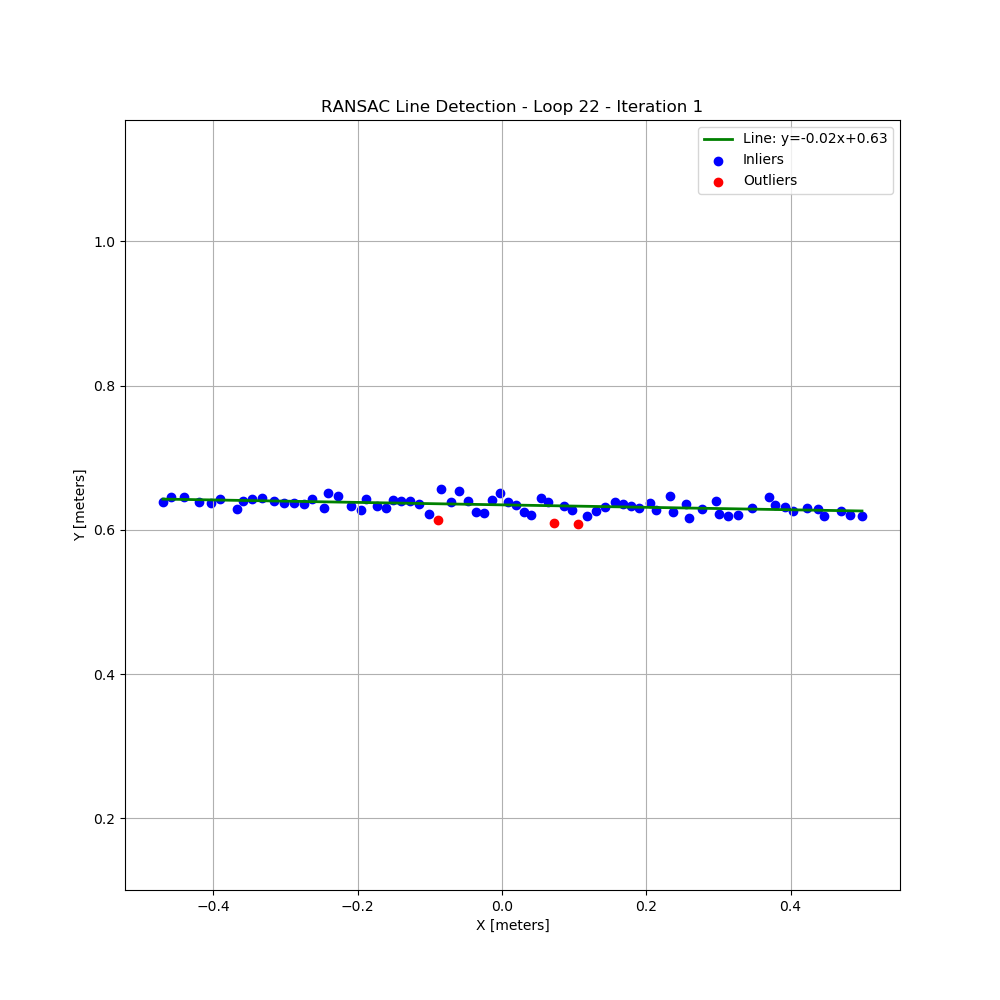 RANSAC Line Detection - Loop 22 - Iteration 1
Line: y=-0.02x+0.63
Inliers
Outliers
1.0
0.8
0.6
0.4
0.2
Y [meters]
−0.4
−0.2
0.0
0.2
0.4
X [meters]